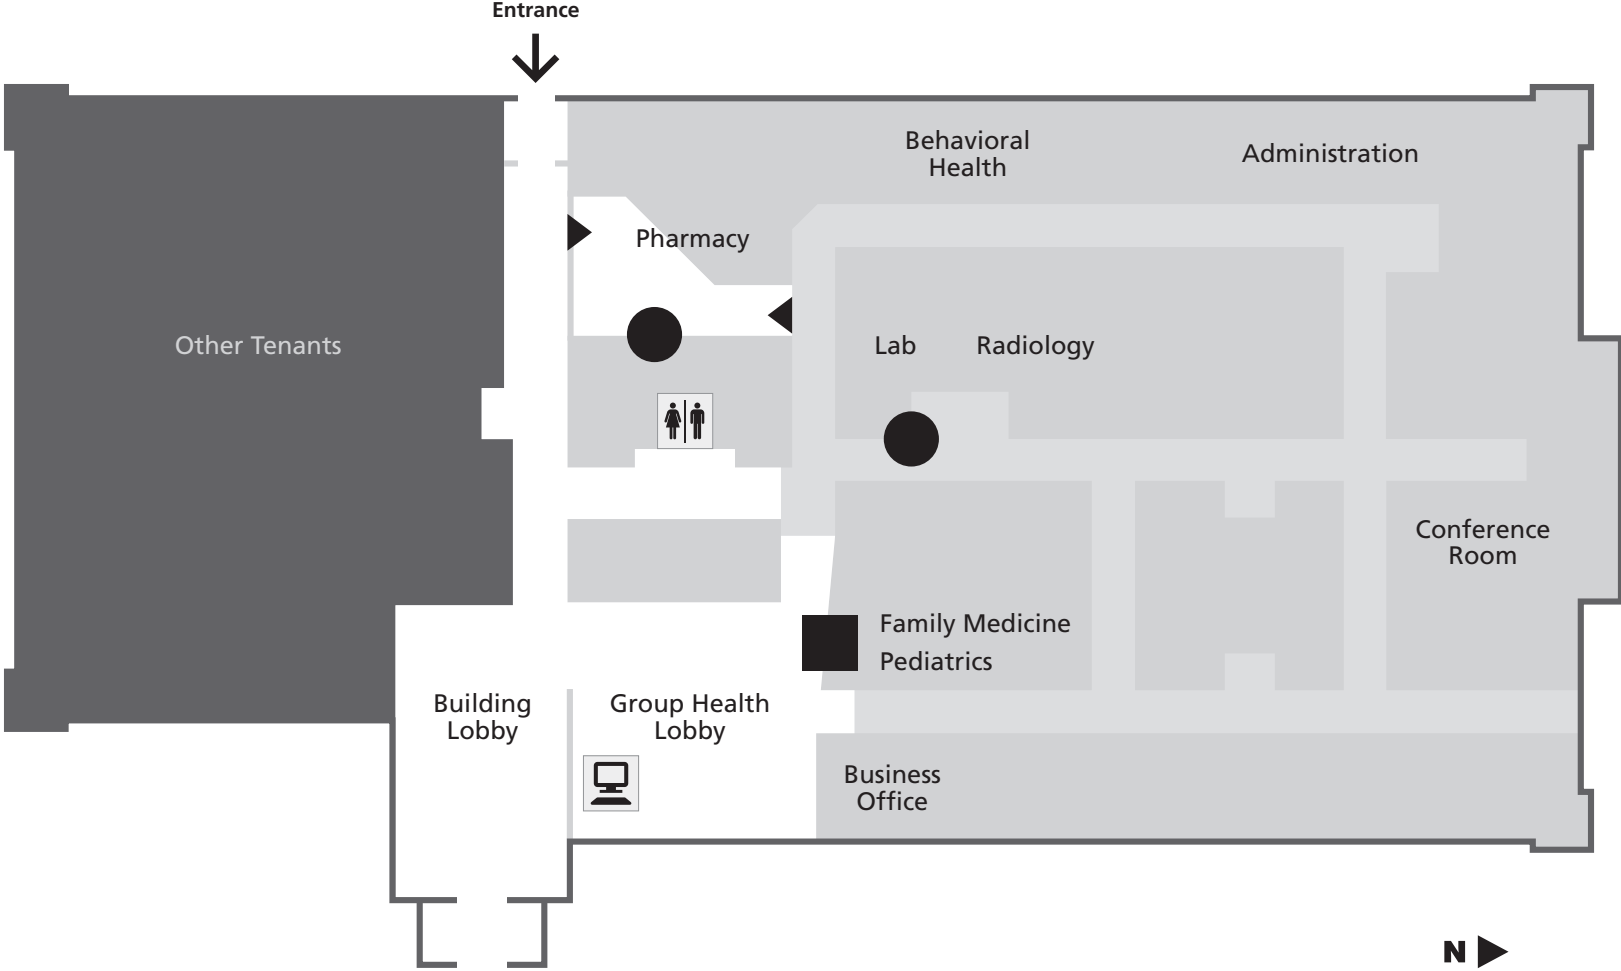 Entrance
Behavioral
Health
Administration
Pharmacy
Other Tenants
Lab
Radiology
Conference
Room
Family Medicine
Pediatrics
Building
Lobby
Group Health
Lobby
Business
Office
N